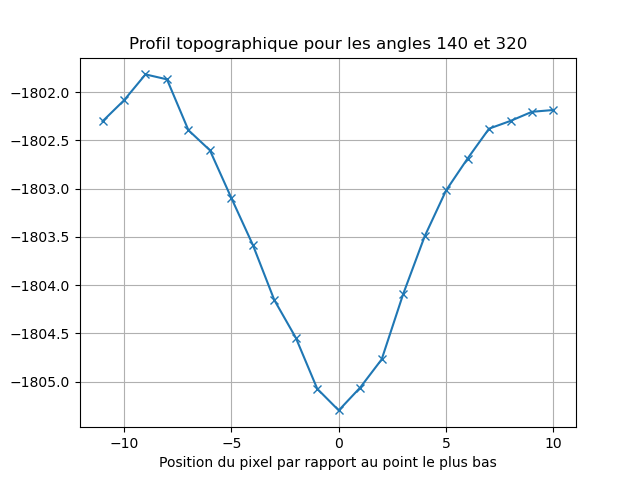 Profil topographique pour les angles 140 et 320
−1802.0
−1802.5
−1803.0
−1803.5
−1804.0
−1804.5
−1805.0
−10 −5 0 5 10
Position du pixel par rapport au point le plus bas